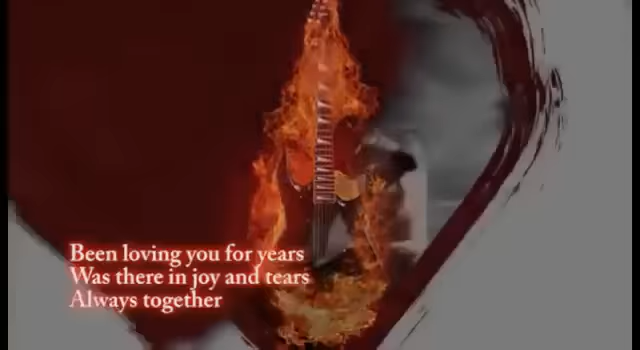 Been loving you for years
Was there in joy and tears
Always together